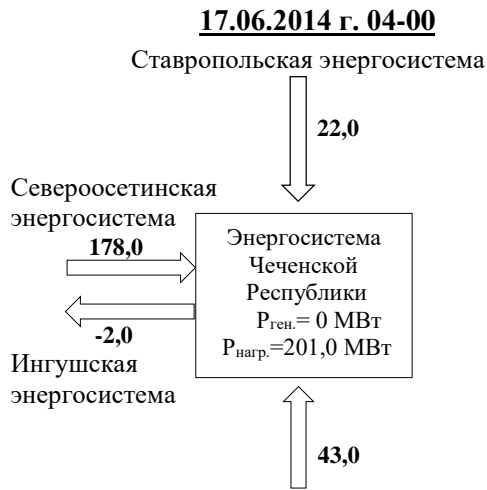 17.06.2014 г. 04-00
Ставропольская энергосистема
22,0
Североосетинская
энергосистема
178,0
Энергосистема
Чеченской
Республики
Pген.= 0 МВт
Pнагр.=201,0 МВт
-2,0
Ингушская
энергосистема
43,0